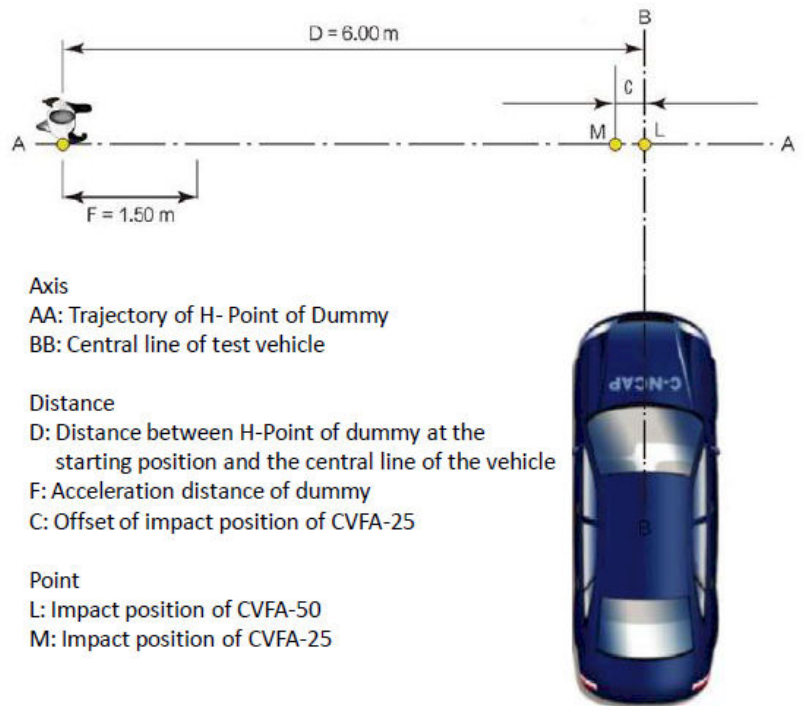 B
D = 6.00 m
C
A
M
L
A
F = 1.50 m
Axis
AA: Trajectory of H- Point of Dummy
BB: Central line of test vehicle
C-NCAP
Distance
D: Distance between H-Point of dummy at the
starting position and the central line of the vehicle
F: Acceleration distance of dummy
C: Offset of impact position of CVFA-25
B
Point
L: Impact position of CVFA-50
M: Impact position of CVFA-25